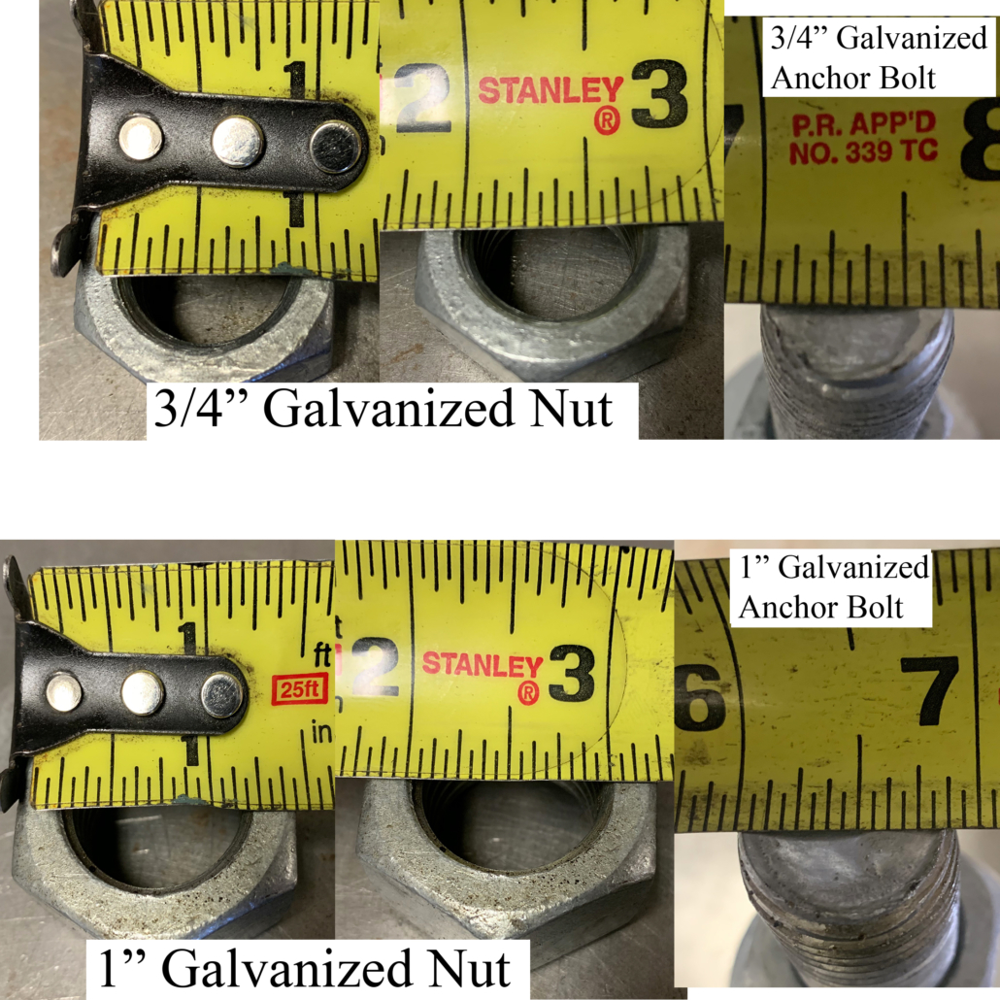 1
2
STANLEY
®
3
3/4” Galvanized
Anchor Bolt
P.R. APP'D
NO. 339 TC
8
1
3/4” Galvanized Nut
1
ft
25ft
in
1
2
STANLEY
®
3
1” Galvanized
Anchor Bolt
6
7
1” Galvanized Nut